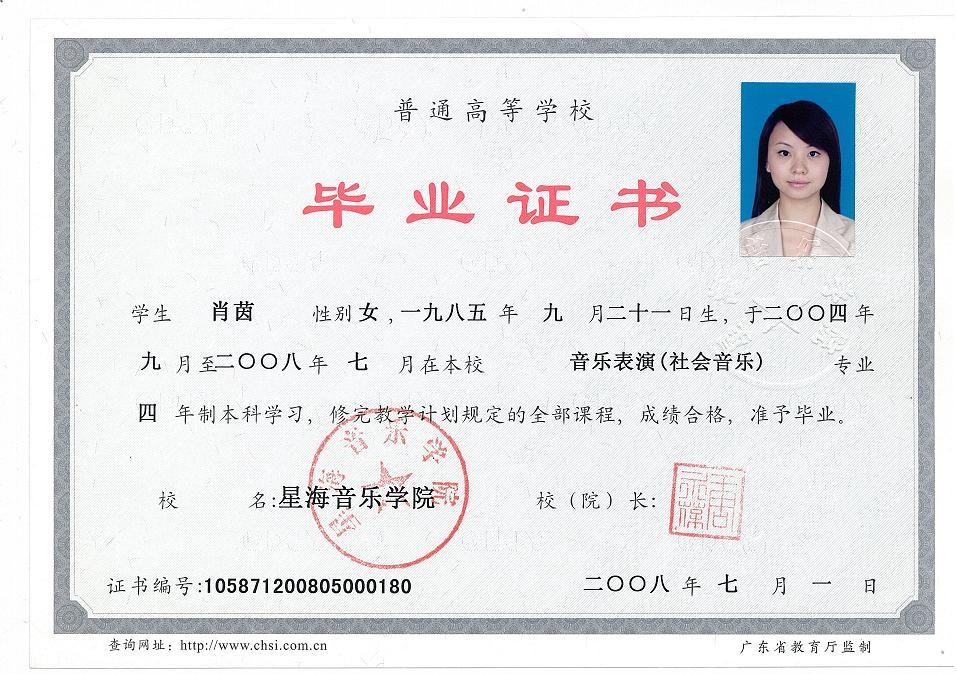 普通高等学校
毕业证书
学生 肖茵 性别 女 , 一九八五 年 九 月 二十一 日生, 于 二〇〇四 年
九 月至 二〇〇八 年 七 月在本校 音乐表演(社会音乐) 专业
四 年制本科学习, 修完教学计划规定的全部课程, 成绩合格, 准予毕业。
校 名: 星海音乐学院 校（院）长:
星海音乐学院
证书编号: 105871200805000180 二〇〇八 年 七 月 一 日
查询网址: http://www.chsi.com.cn 广东省教育厅监制